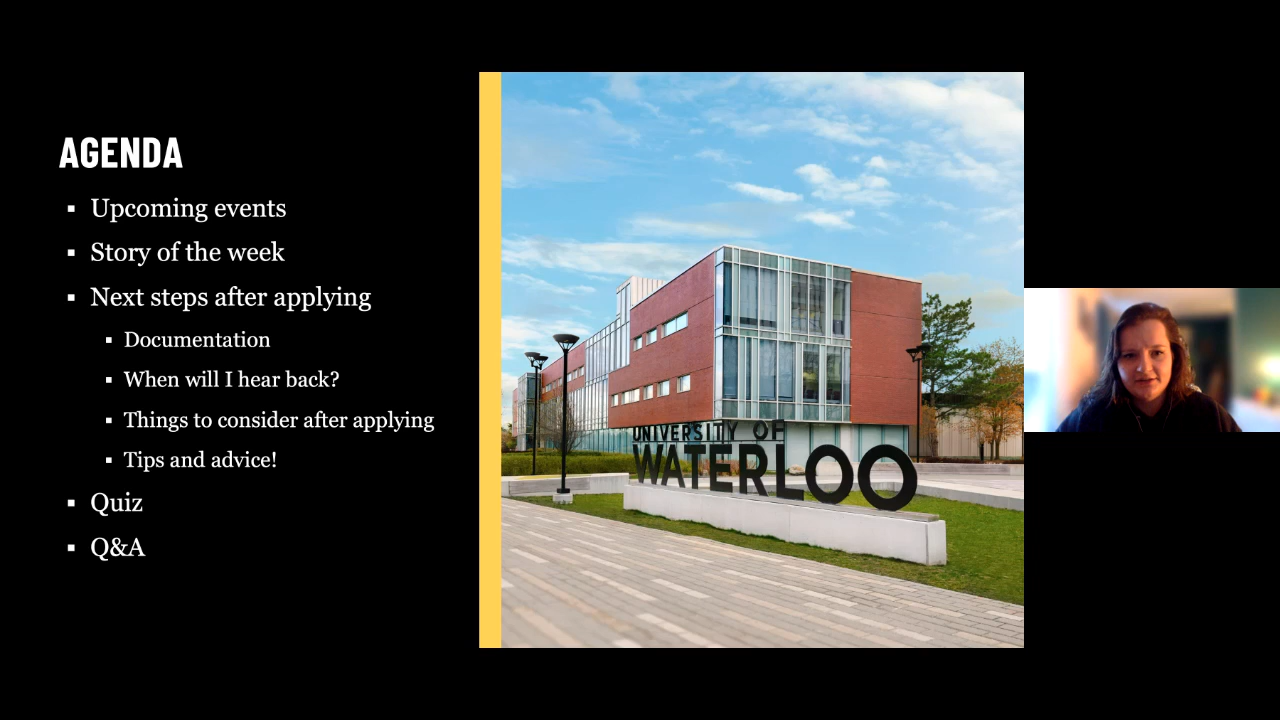 AGENDA
Upcoming events
Story of the week
Next steps after applying
Documentation
When will I hear back?
Things to consider after applying
Tips and advice!
Quiz
Q&A
UNIVERSITY OF
WATERLOO